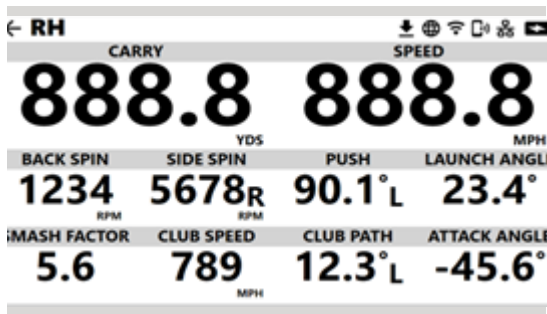 ← RH
CARRY SPEED
888.8 888.8
YDS MPH
BACK SPIN SIDE SPIN PUSH LAUNCH ANGL
1234 5678R 90.1°L 23.4°
RPM RPM
SMASH FACTOR CLUB SPEED CLUB PATH ATTACK ANGLE
5.6 789 12.3°L -45.6°
MPH